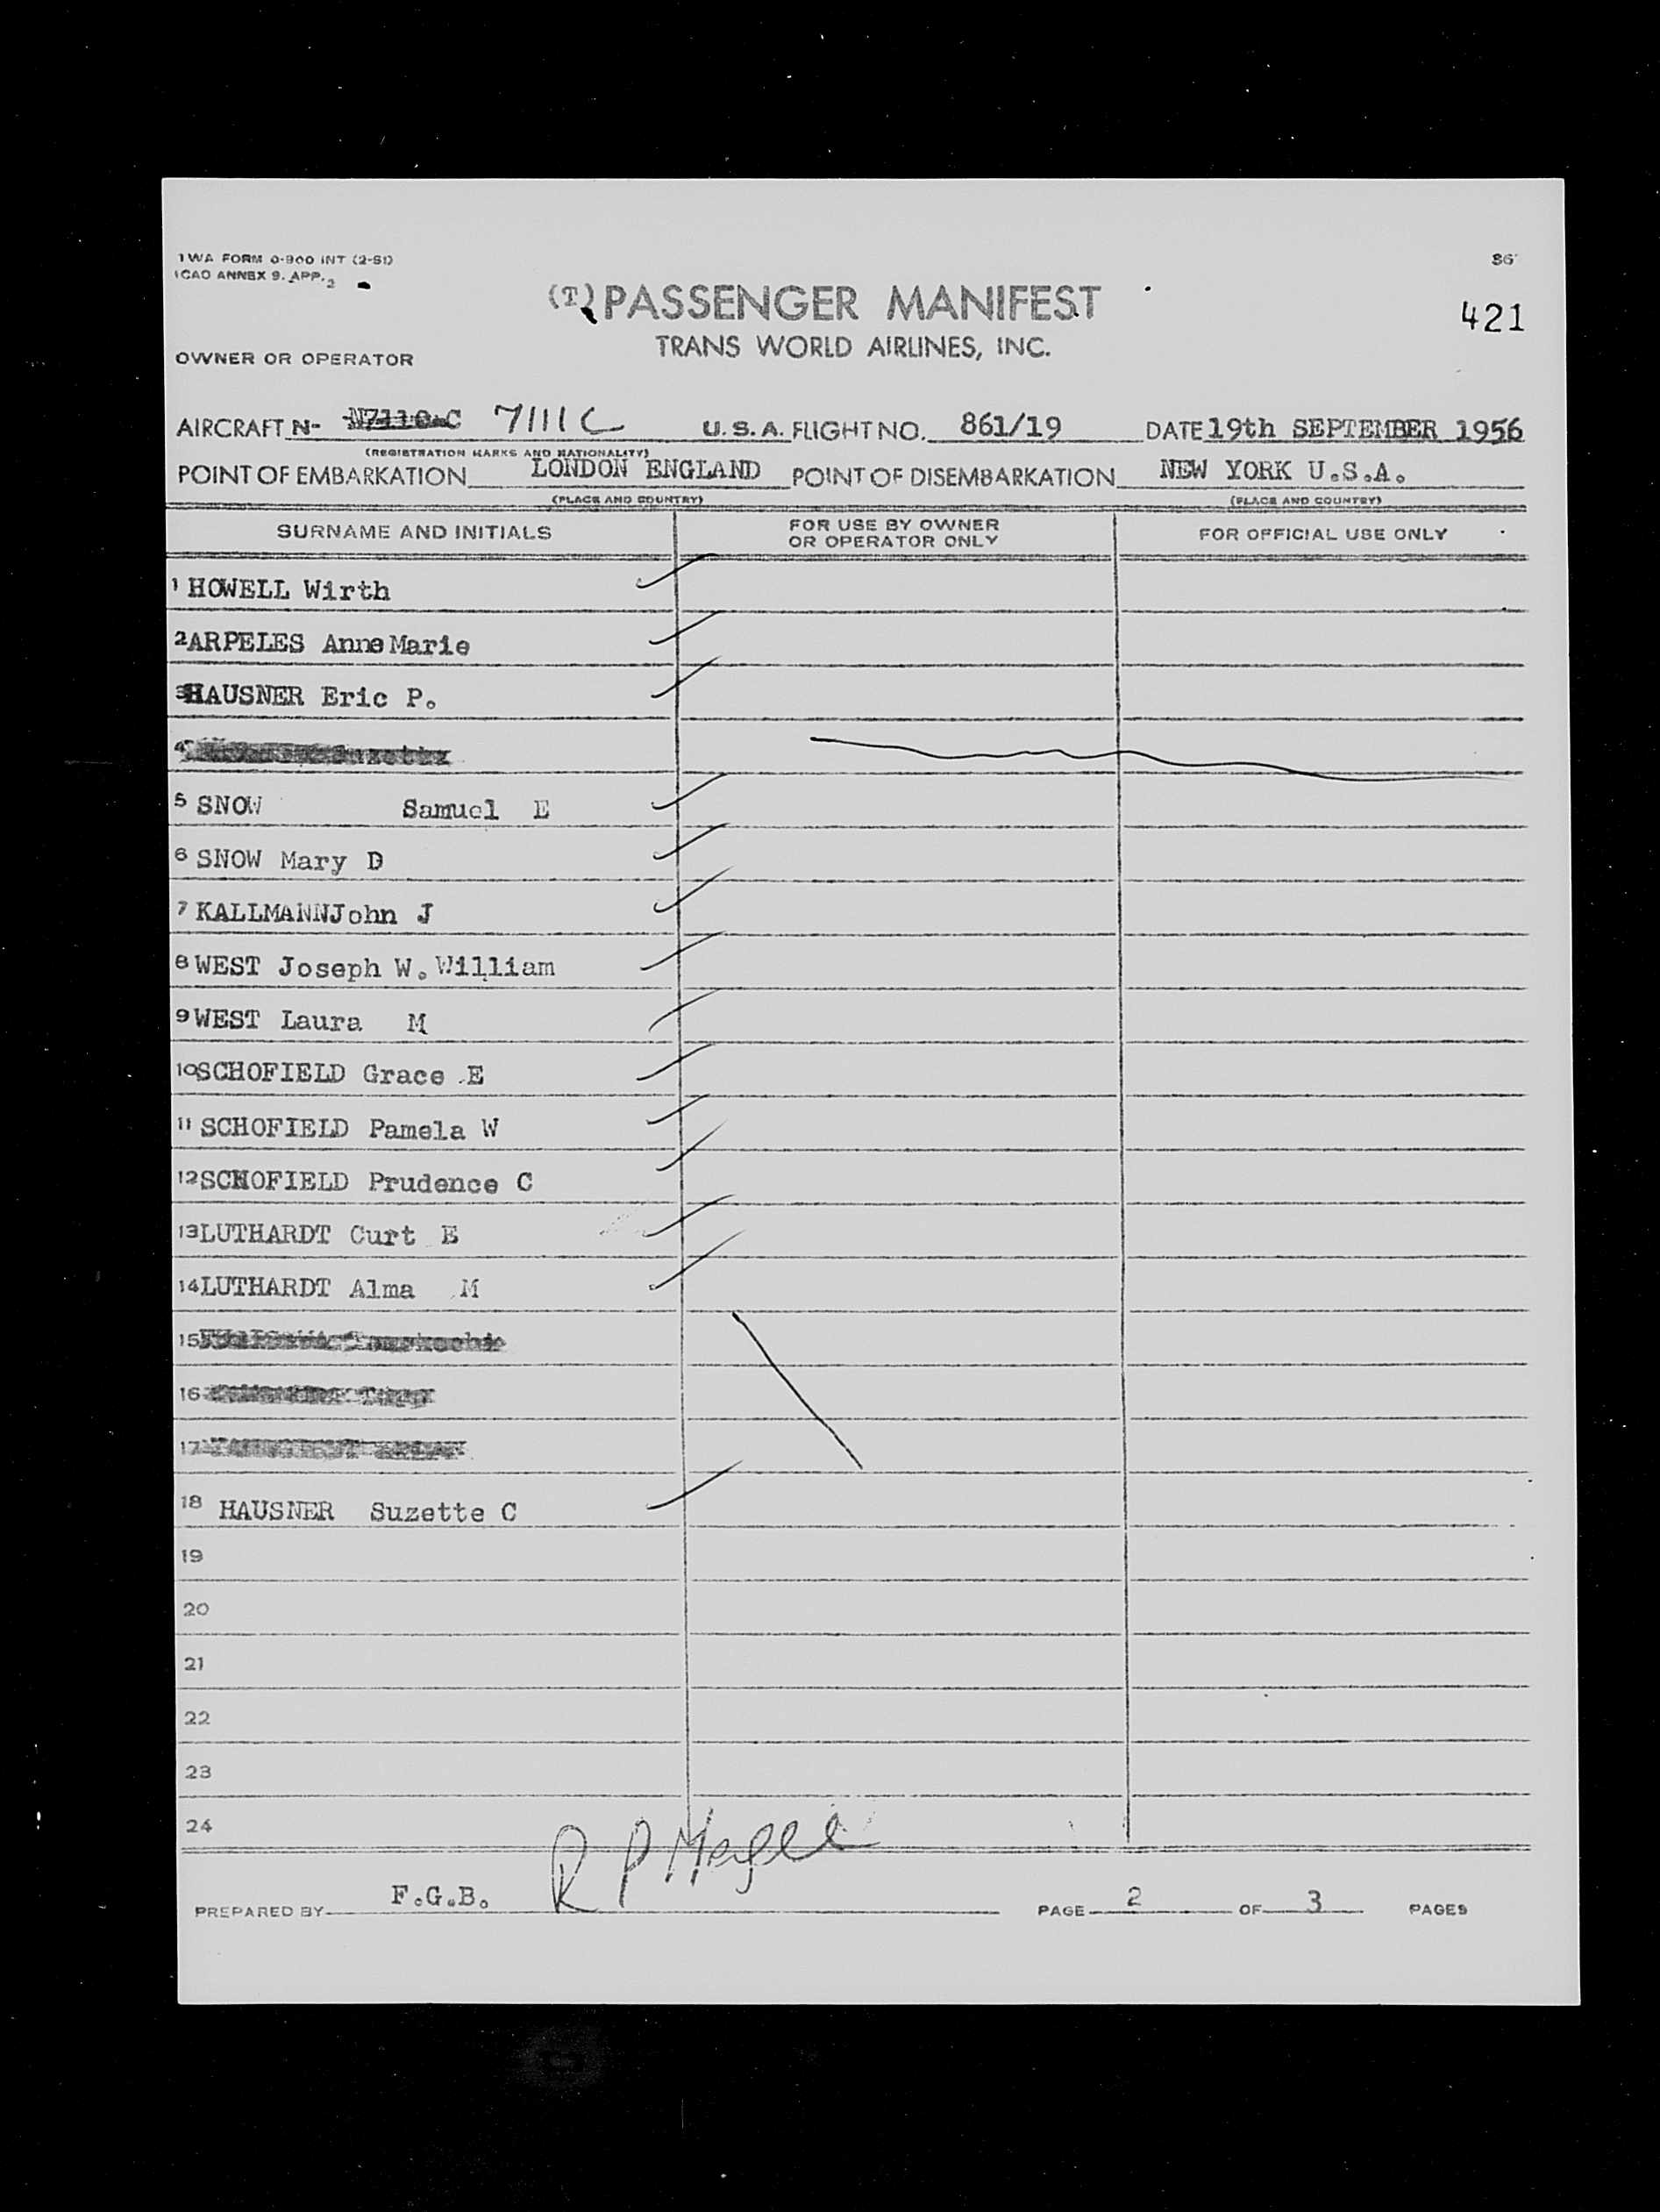 TWA FORM O-900 INT (2-51)
86
ICAO ANNEX 9. APP. 2
(T) PASSENGER MANIFEST
421
TRANS WORLD AIRLINES, INC.
OWNER OR OPERATOR
AIRCRAFT N- N7110-C 7111C U.S.A. FLIGHT NO. 861/19 DATE 19th SEPTEMBER 1956
(REGISTRATION MARKS AND NATIONALITY)
POINT OF EMBARKATION LONDON ENGLAND POINT OF DISEMBARKATION NEW YORK U.S.A.
(PLACE AND COUNTRY) (PLACE AND COUNTRY)
SURNAME AND INITIALS FOR USE BY OWNER OR OPERATOR ONLY FOR OFFICIAL USE ONLY
1 HOWELL Wirth
2 ARPELES Anne Marie
3 HAUSNER Eric P.
4
5 SNOW Samuel E
6 SNOW Mary D
7 KALLMANNJohn J
8 WEST Joseph W. William
9 WEST Laura M
10 SCHOFIELD Grace E
11 SCHOFIELD Pamela W
12 SCHOFIELD Prudence C
13 LUTHARDT Curt E
14 LUTHARDT Alma M
15
16
17
18 HAUSNER Suzette C
19
20
21
22
23
24
PREPARED BY F.G.B. R P PAGE 2 OF 3 PAGES